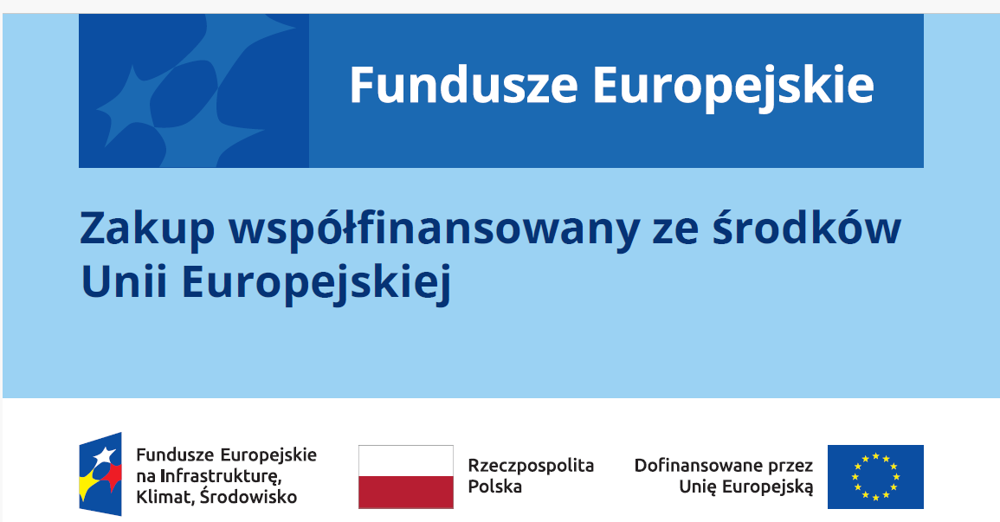 Fundusze Europejskie
Zakup współfinansowany ze środków
Unii Europejskiej
Fundusze Europejskie
na Infrastrukturę,
Klimat, Środowisko
Rzeczpospolita
Polska
Dofinansowane przez
Unię Europejską